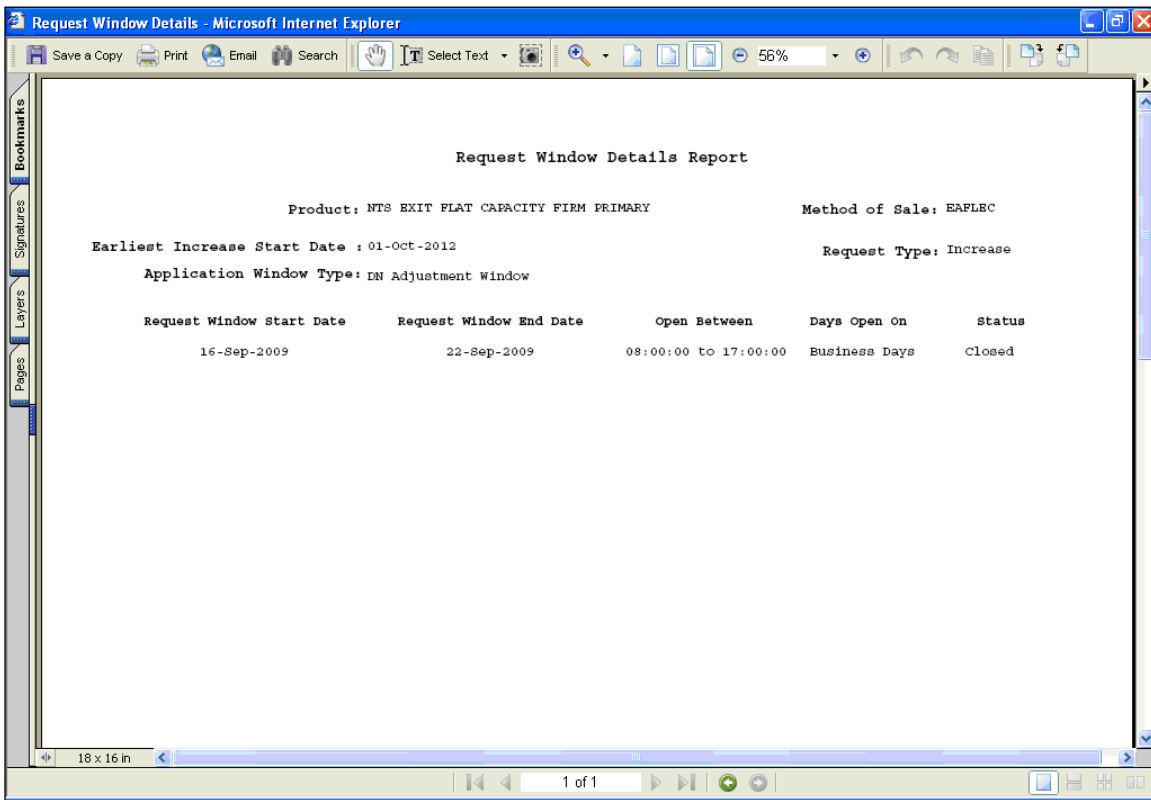 Request Window Details - Microsoft Internet Explorer
Save a Copy Print Email Search Select Text 56%
Bookmarks
Signatures
Layers
Pages
Request Window Details Report
Product: NTS EXIT FLAT CAPACITY FIRM PRIMARY Method of Sale: EAFLEC
Earliest Increase Start Date : 01-Oct-2012 Request Type: Increase
Application Window Type: DN Adjustment Window
Request Window Start Date Request Window End Date Open Between Days Open On Status
16-Sep-2009 22-Sep-2009 08:00:00 to 17:00:00 Business Days Closed
18 x 16 in
1 of 1